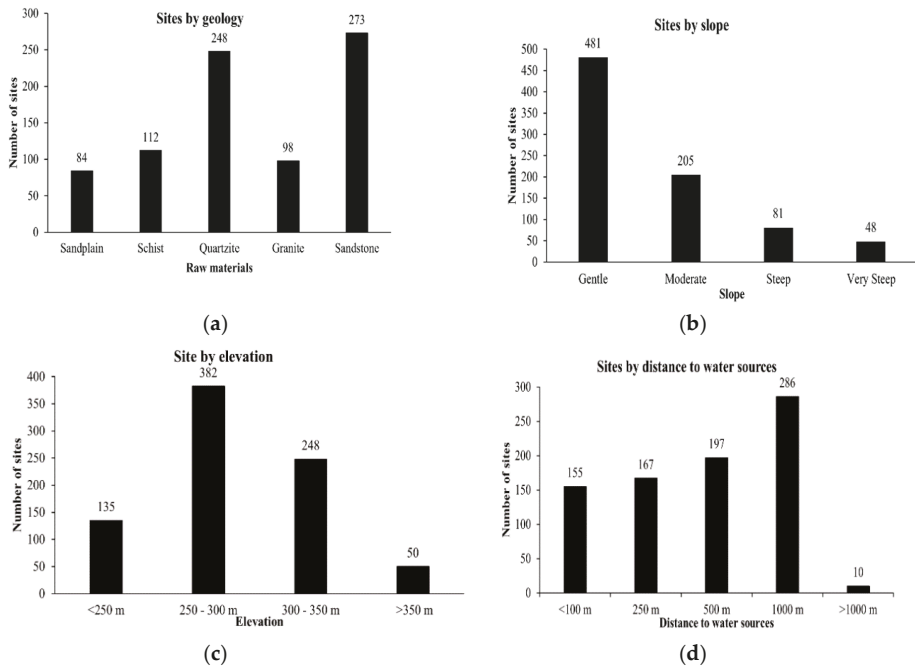 Sites by geology
Number of sites
300
250
200
150
100
50
0
84
112
248
98
273
Sandplain Schist Quartzite Granite Sandstone
Raw materials
(a)
Sites by slope
Number of sites
500
450
400
350
300
250
200
150
100
50
0
481
205
81
48
Gentle Moderate Steep Very Steep
Slope
(b)
Site by elevation
Number of sites
400
350
300
250
200
150
100
50
0
135
382
248
50
<250 m 250 - 300 m 300 - 350 m >350 m
Elevation
(c)
Sites by distance to water sources
Number of sites
300
250
200
150
100
50
0
155
167
197
286
10
<100 m 250 m 500 m 1000 m >1000 m
Distance to water sources
(d)